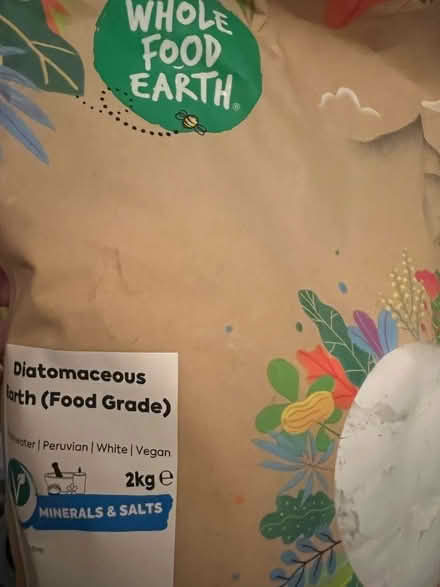 WHOLE
FOOD
EARTH®
Diatomaceous
Earth (Food Grade)
| Peruvian | White | Vegan
2kg ℮
MINERALS & SALTS